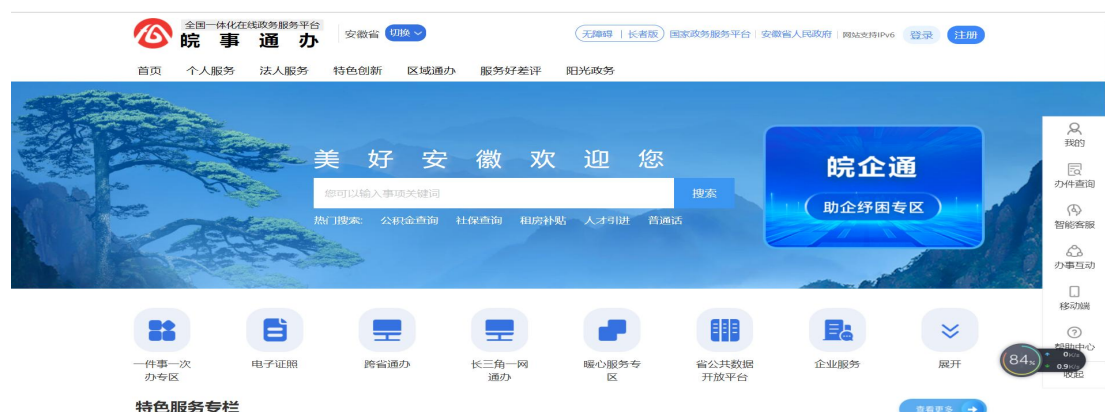 全国一体化在线政务服务平台
皖事通办
安徽省 切换
无障碍 | 长者版 国家政务服务平台 | 安徽省人民政府 | 网站支持IPv6 登录 注册
首页 个人服务 法人服务 特色创新 区域通办 服务好差评 阳光政务
美好安徽欢迎您
您可以输入事项关键词 搜索
热门搜索: 公积金查询 社保查询 租房补贴 人才引进 普通话
皖企通
助企纾困专区
我的
办件查询
智能客服
办事互动
移动端
帮助中心
收起
84%
0K/s
0.9K/s
一件事一次
办专区
电子证照
跨省通办
长三角一网
通办
暖心服务专
区
省公共数据
开放平台
企业服务
展开
特色服务专栏
查看更多